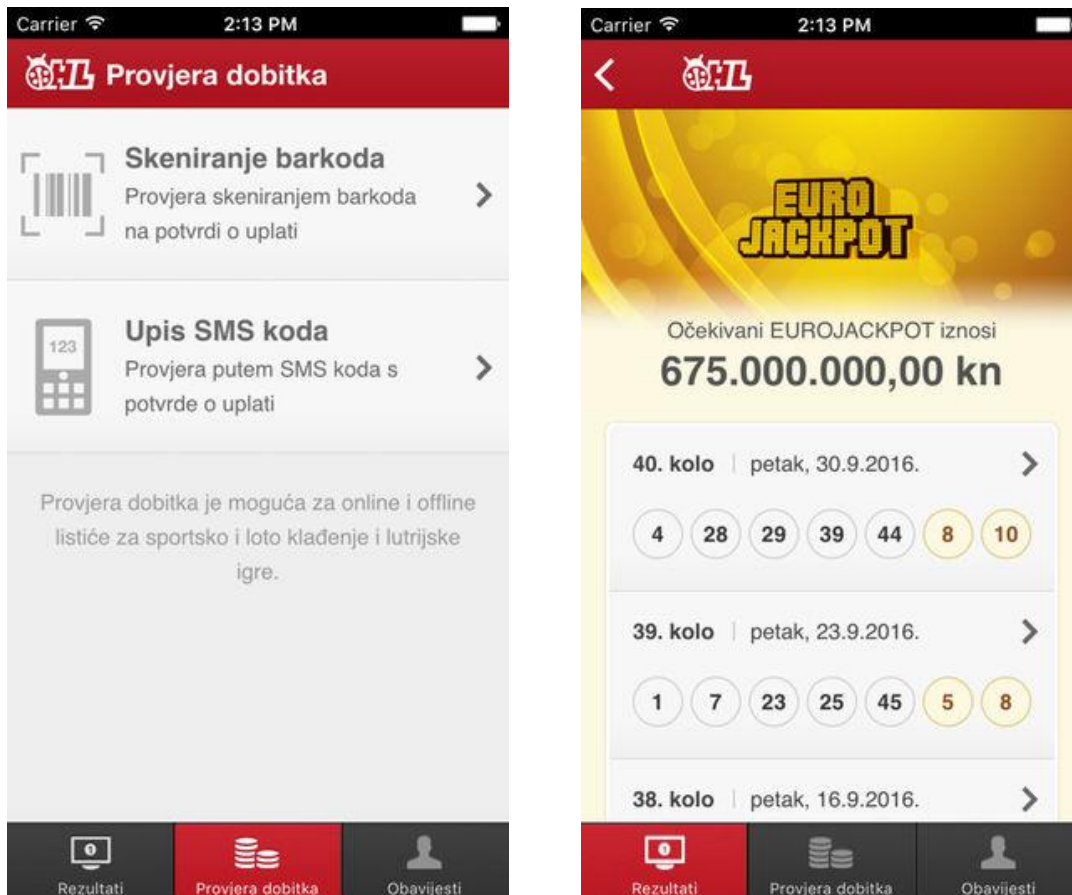 Carrier 2:13 PM
HL Provjera dobitka
Skeniranje barkoda
Provjera skeniranjem barkoda
na potvrdi o uplati
123
Upis SMS koda
Provjera putem SMS koda s
potvrde o uplati
Provjera dobitka je moguća za online i offline
listiće za sportsko i loto klađenje i lutrijske
igre.
Rezultati Provjera dobitka Obavijesti
Carrier 2:13 PM
HL
EURO
JACKPOT
Očekivani EUROJACKPOT iznosi
675.000.000,00 kn
40. kolo | petak, 30.9.2016.
4 28 29 39 44 8 10
39. kolo | petak, 23.9.2016.
1 7 23 25 45 5 8
38. kolo | petak, 16.9.2016.
Rezultati Provjera dobitka Obavijesti